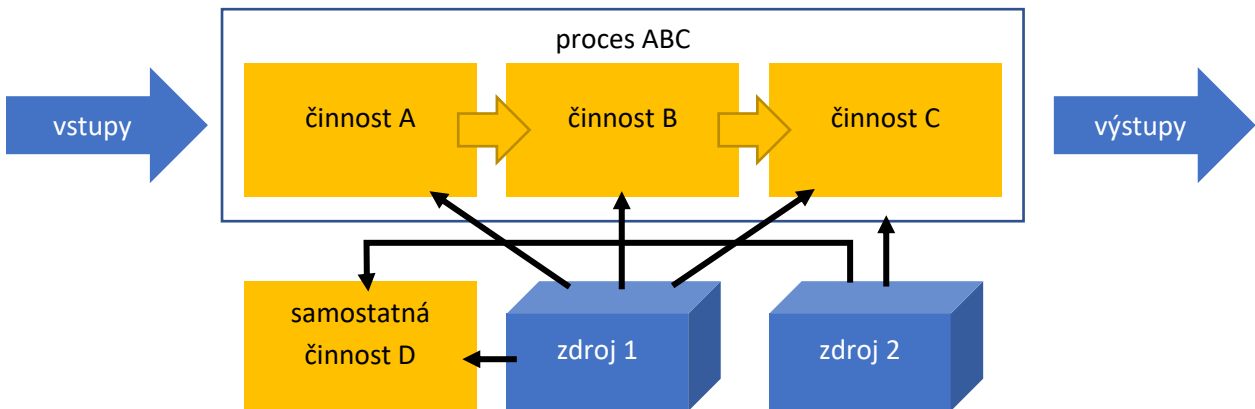 proces ABC
vstupy
činnost A
činnost B
činnost C
výstupy
samostatná
činnost D
zdroj 1
zdroj 2